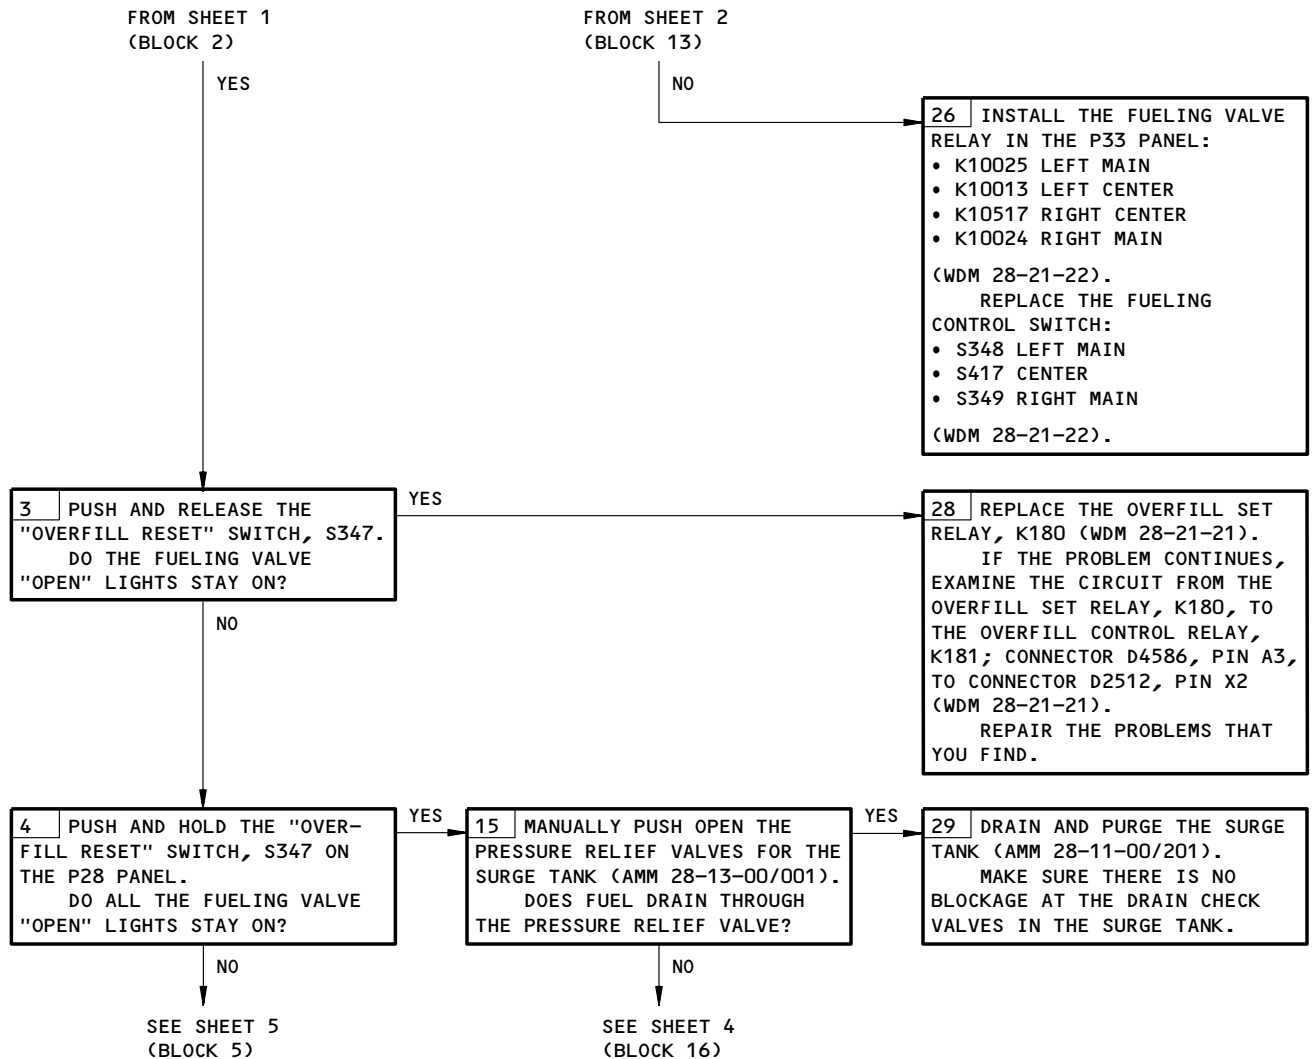 FROM SHEET 1
(BLOCK 2)
YES
FROM SHEET 2
(BLOCK 13)
NO
26 INSTALL THE FUELING VALVE
RELAY IN THE P33 PANEL:
• K10025 LEFT MAIN
• K10013 LEFT CENTER
• K10517 RIGHT CENTER
• K10024 RIGHT MAIN
(WDM 28-21-22).
REPLACE THE FUELING
CONTROL SWITCH:
• S348 LEFT MAIN
• S417 CENTER
• S349 RIGHT MAIN
(WDM 28-21-22).
3 PUSH AND RELEASE THE
"OVERFILL RESET" SWITCH, S347.
DO THE FUELING VALVE
"OPEN" LIGHTS STAY ON?
YES
NO
28 REPLACE THE OVERFILL SET
RELAY, K180 (WDM 28-21-21).
IF THE PROBLEM CONTINUES,
EXAMINE THE CIRCUIT FROM THE
OVERFILL SET RELAY, K180, TO
THE OVERFILL CONTROL RELAY,
K181; CONNECTOR D4586, PIN A3,
TO CONNECTOR D2512, PIN X2
(WDM 28-21-21).
REPAIR THE PROBLEMS THAT
YOU FIND.
4 PUSH AND HOLD THE "OVER-
FILL RESET" SWITCH, S347 ON
THE P28 PANEL.
DO ALL THE FUELING VALVE
"OPEN" LIGHTS STAY ON?
YES
NO
SEE SHEET 5
(BLOCK 5)
15 MANUALLY PUSH OPEN THE
PRESSURE RELIEF VALVES FOR THE
SURGE TANK (AMM 28-13-00/001).
DOES FUEL DRAIN THROUGH
THE PRESSURE RELIEF VALVE?
YES
NO
SEE SHEET 4
(BLOCK 16)
29 DRAIN AND PURGE THE SURGE
TANK (AMM 28-11-00/201).
MAKE SURE THERE IS NO
BLOCKAGE AT THE DRAIN CHECK
VALVES IN THE SURGE TANK.